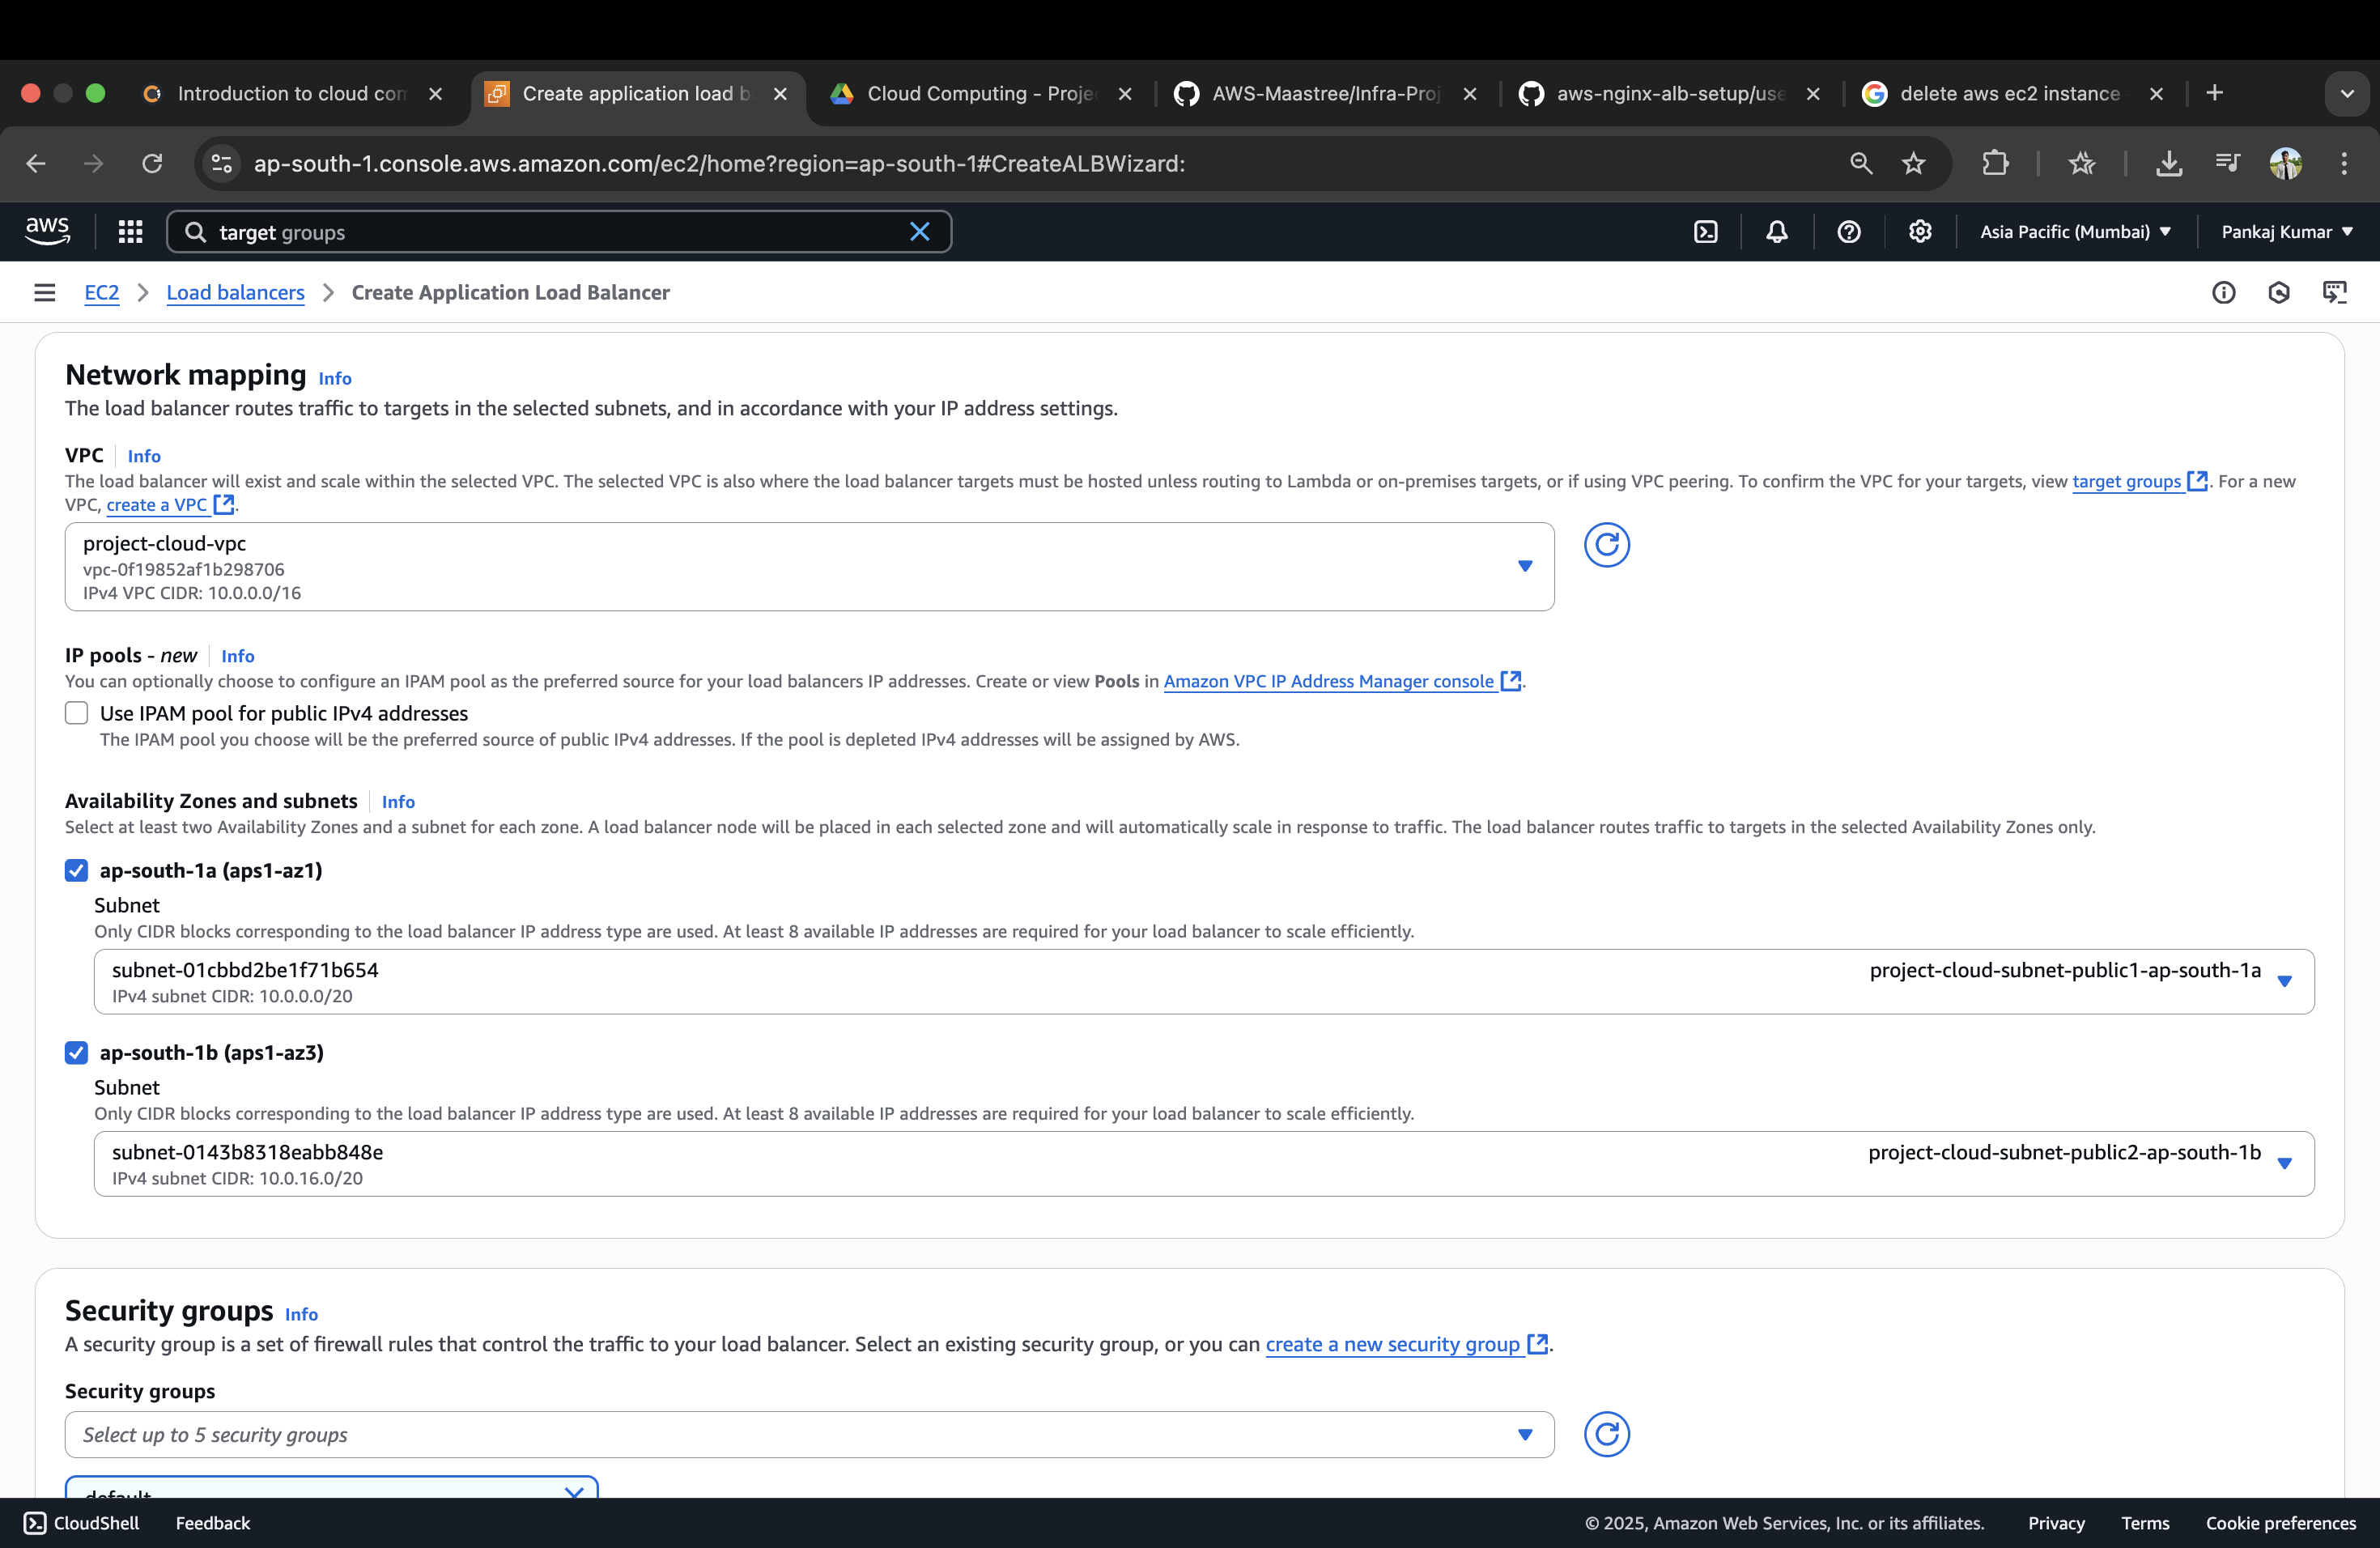 Introduction to cloud com
Create application load b
Cloud Computing - Proje
AWS-Maastree/Infra-Proj
aws-nginx-alb-setup/use
delete aws ec2 instance
ap-south-1.console.aws.amazon.com/ec2/home?region=ap-south-1#CreateALBWizard:
aws
target groups
Asia Pacific (Mumbai)
Pankaj Kumar
EC2
Load balancers
Create Application Load Balancer
Network mapping Info
The load balancer routes traffic to targets in the selected subnets, and in accordance with your IP address settings.
VPC Info
The load balancer will exist and scale within the selected VPC. The selected VPC is also where the load balancer targets must be hosted unless routing to Lambda or on-premises targets, or if using VPC peering. To confirm the VPC for your targets, view target groups. For a new
VPC, create a VPC.
project-cloud-vpc
vpc-0f19852af1b298706
IPv4 VPC CIDR: 10.0.0.0/16
IP pools - new Info
You can optionally choose to configure an IPAM pool as the preferred source for your load balancers IP addresses. Create or view Pools in Amazon VPC IP Address Manager console.
Use IPAM pool for public IPv4 addresses
The IPAM pool you choose will be the preferred source of public IPv4 addresses. If the pool is depleted IPv4 addresses will be assigned by AWS.
Availability Zones and subnets Info
Select at least two Availability Zones and a subnet for each zone. A load balancer node will be placed in each selected zone and will automatically scale in response to traffic. The load balancer routes traffic to targets in the selected Availability Zones only.
ap-south-1a (aps1-az1)
Subnet
Only CIDR blocks corresponding to the load balancer IP address type are used. At least 8 available IP addresses are required for your load balancer to scale efficiently.
subnet-01cbbd2be1f71b654
project-cloud-subnet-public1-ap-south-1a
IPv4 subnet CIDR: 10.0.0.0/20
ap-south-1b (aps1-az3)
Subnet
Only CIDR blocks corresponding to the load balancer IP address type are used. At least 8 available IP addresses are required for your load balancer to scale efficiently.
subnet-0143b8318eabb848e
project-cloud-subnet-public2-ap-south-1b
IPv4 subnet CIDR: 10.0.16.0/20
Security groups Info
A security group is a set of firewall rules that control the traffic to your load balancer. Select an existing security group, or you can create a new security group.
Security groups
Select up to 5 security groups
default
CloudShell
Feedback
© 2025, Amazon Web Services, Inc. or its affiliates.
Privacy
Terms
Cookie preferences